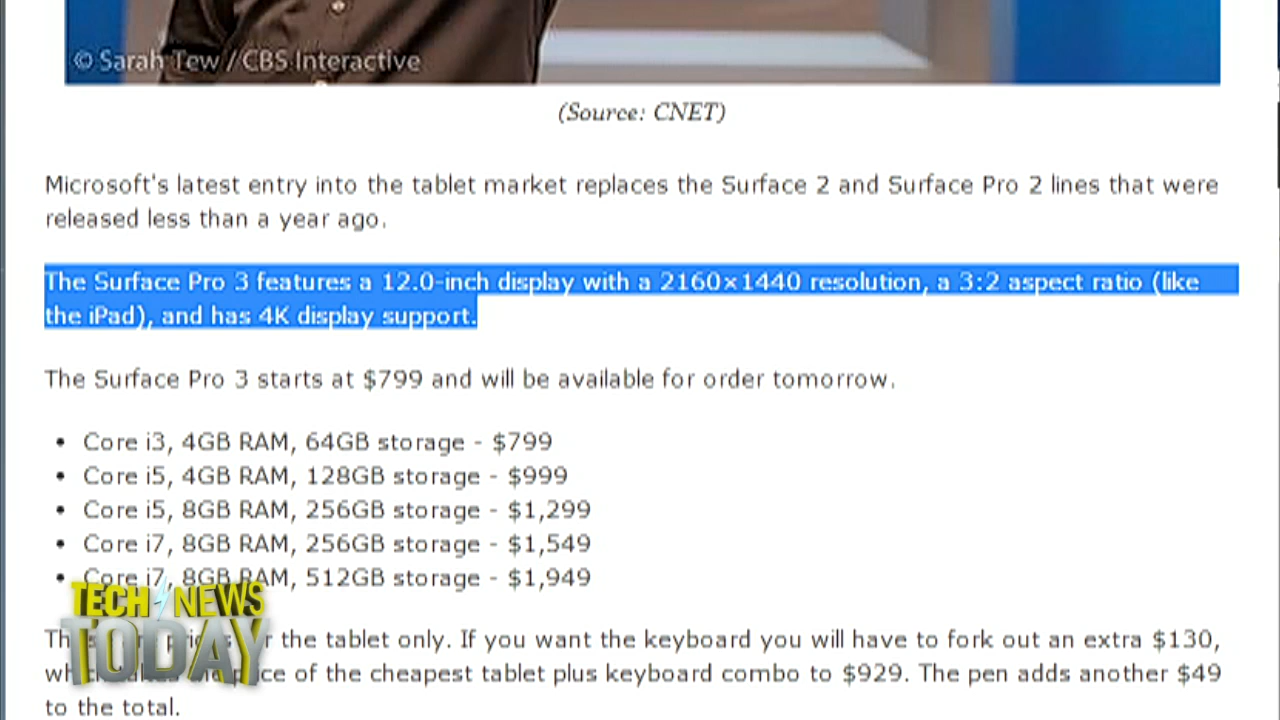 © Sarah Tew / CBS Interactive
(Source: CNET)
Microsoft's latest entry into the tablet market replaces the Surface 2 and Surface Pro 2 lines that were
released less than a year ago.
The Surface Pro 3 features a 12.0-inch display with a 2160×1440 resolution, a 3:2 aspect ratio (like
the iPad), and has 4K display support.
The Surface Pro 3 starts at $799 and will be available for order tomorrow.
• Core i3, 4GB RAM, 64GB storage - $799
• Core i5, 4GB RAM, 128GB storage - $999
• Core i5, 8GB RAM, 256GB storage - $1,299
• Core i7, 8GB RAM, 256GB storage - $1,549
• Core i7, 8GB RAM, 512GB storage - $1,949
TECH NEWS
TODAY
the tablet only. If you want the keyboard you will have to fork out an extra $130,
of the cheapest tablet plus keyboard combo to $929. The pen adds another $49
to the total.